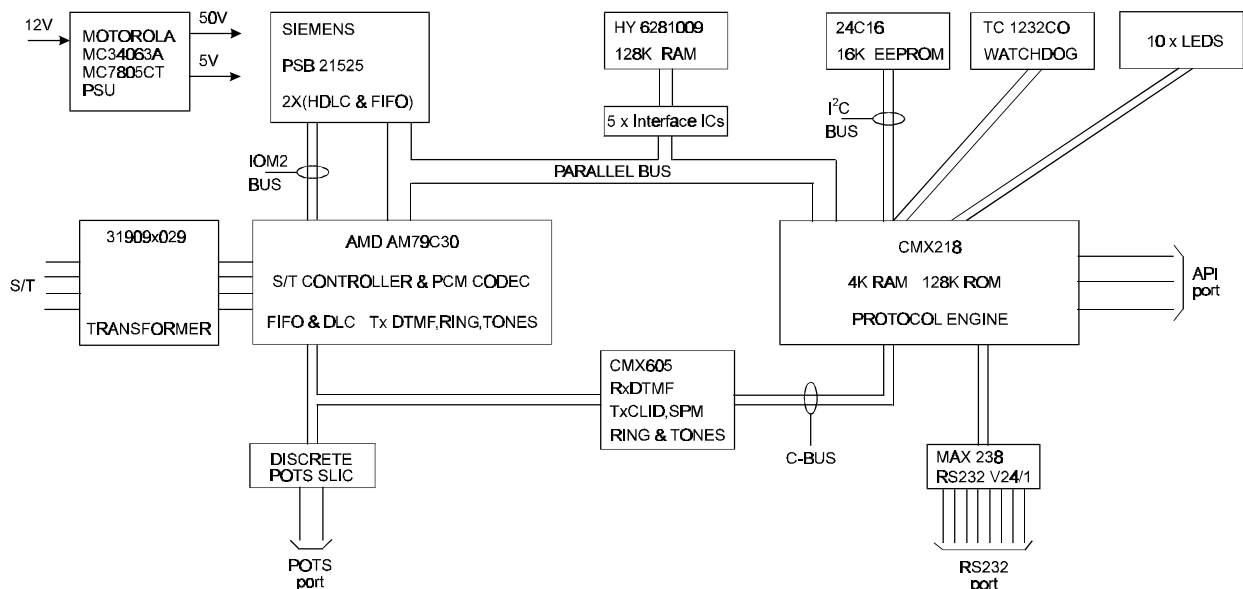 12V
MOTOROLA
MC34063A
MC7805CT
PSU
50V
5V
SIEMENS
PSB 21525
2X(HDLC & FIFO)
HY 6281009
128K RAM
5 x Interface ICs
24C16
16K EEPROM
TC 1232CO
WATCHDOG
10 x LEDS
I²C
BUS
IOM2
BUS
PARALLEL BUS
S/T
31909x029
TRANSFORMER
AMD AM79C30
S/T CONTROLLER & PCM CODEC
FIFO & DLC Tx DTMF,RING,TONES
CMX218
4K RAM 128K ROM
PROTOCOL ENGINE
API
port
CMX605
RxDTMF
TxCLID,SPM
RING & TONES
C-BUS
DISCRETE
POTS SLIC
MAX 238
RS232 V24/1
POTS
port
RS232
port